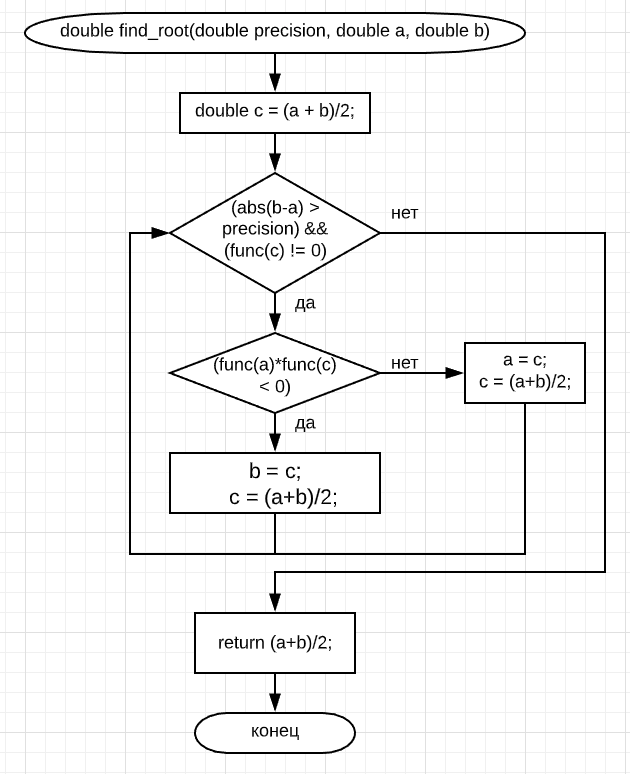 double find_root(double precision, double a, double b)
double c = (a + b)/2;
(abs(b-a) >
precision) &&
(func(c) != 0)
нет
да
(func(a)*func(c)
< 0)
нет
a = c;
c = (a+b)/2;
да
b = c;
c = (a+b)/2;
return (a+b)/2;
конец